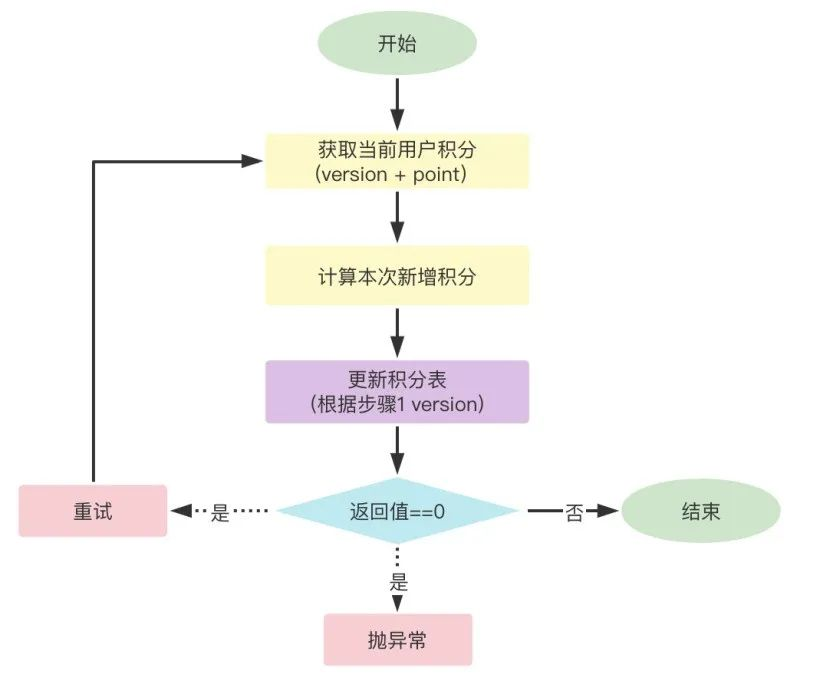 开始
获取当前用户积分
(version + point)
计算本次新增积分
更新积分表
(根据步骤1 version)
重试
是
返回值==0
否
结束
是
抛异常